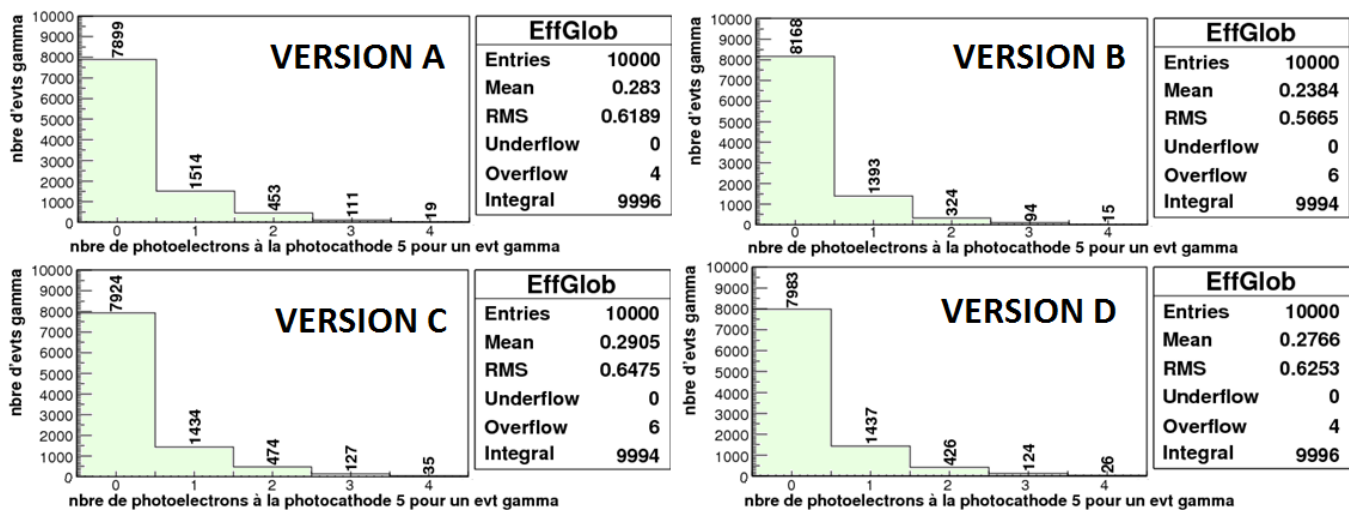 nbre d'evts gamma
10000
9000
8000
7000
6000
5000
4000
3000
2000
1000
0
7899
1514
453
111
19
0 1 2 3 4
VERSION A
nbre de photoelectrons à la photocathode 5 pour un evt gamma
EffGlob
Entries 10000
Mean 0.283
RMS 0.6189
Underflow 0
Overflow 4
Integral 9996
nbre d'evts gamma
10000
9000
8000
7000
6000
5000
4000
3000
2000
1000
0
8168
1393
324
94
15
0 1 2 3 4
VERSION B
nbre de photoelectrons à la photocathode 5 pour un evt gamma
EffGlob
Entries 10000
Mean 0.2384
RMS 0.5665
Underflow 0
Overflow 6
Integral 9994
nbre d'evts gamma
10000
9000
8000
7000
6000
5000
4000
3000
2000
1000
0
7924
1434
474
127
35
0 1 2 3 4
VERSION C
nbre de photoelectrons à la photocathode 5 pour un evt gamma
EffGlob
Entries 10000
Mean 0.2905
RMS 0.6475
Underflow 0
Overflow 6
Integral 9994
nbre d'evts gamma
10000
9000
8000
7000
6000
5000
4000
3000
2000
1000
0
7983
1437
426
124
26
0 1 2 3 4
VERSION D
nbre de photoelectrons à la photocathode 5 pour un evt gamma
EffGlob
Entries 10000
Mean 0.2766
RMS 0.6253
Underflow 0
Overflow 4
Integral 9996